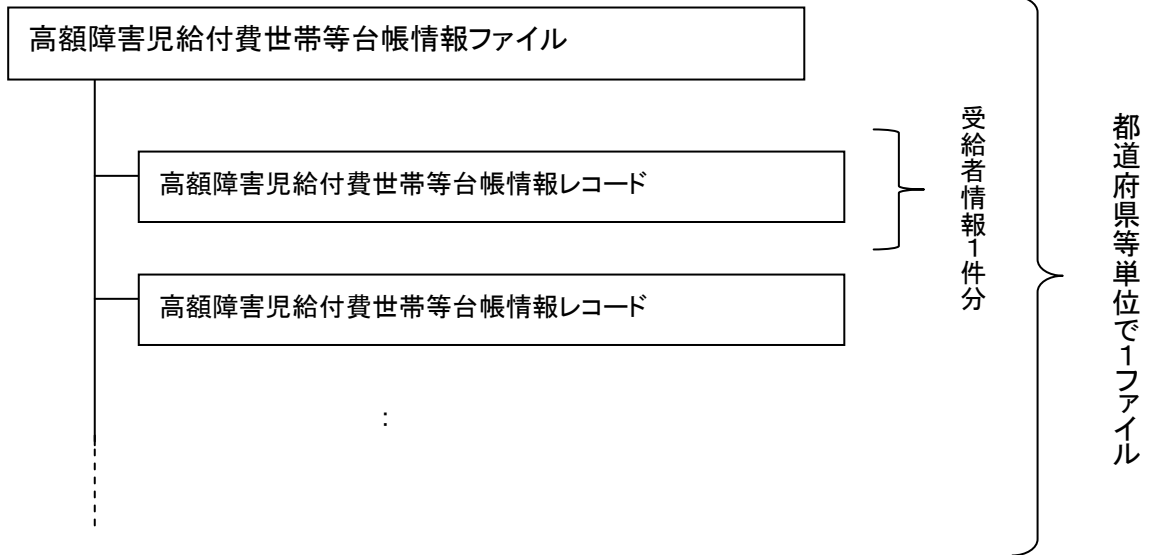 高額障害児給付費世帯等台帳情報ファイル
高額障害児給付費世帯等台帳情報レコード
高額障害児給付費世帯等台帳情報レコード
:
受給者情報1件分
都道府県等単位で1ファイル